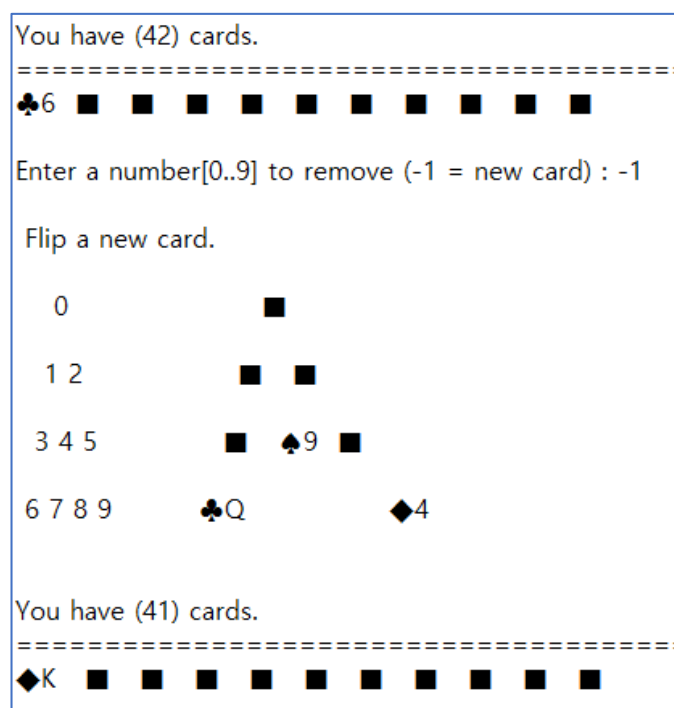 You have (42) cards.
=====================================
♣6 ■ ■ ■ ■ ■ ■ ■ ■ ■ ■
Enter a number[0..9] to remove (-1 = new card) : -1
Flip a new card.
0 ■
1 2 ■ ■
3 4 5 ■ ♠9 ■
6 7 8 9 ♣Q ◆4
You have (41) cards.
=====================================
◆K ■ ■ ■ ■ ■ ■ ■ ■ ■ ■